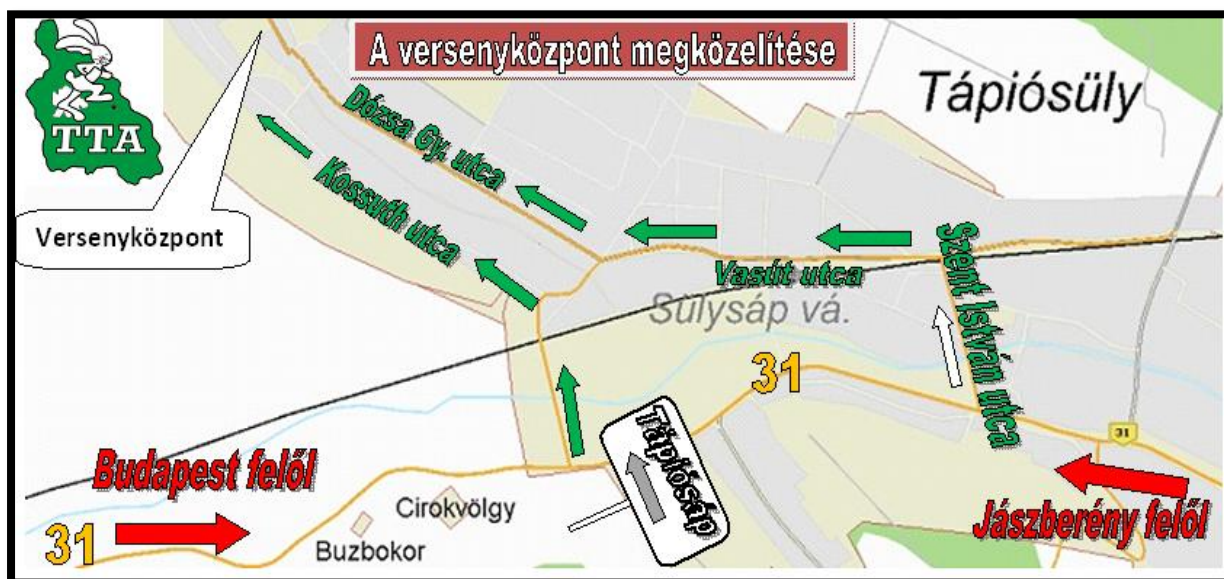 A versenyközpont megközelítése
TTA
Tápiósüly
Dózsa Gy. utca
Kossuth utca
Versenyközpont
Vasút utca
Szent István utca
Sülysáp vá.
31
31
Tápiósáp
Budapest felől
Cirokvölgy
Jászberény felől
31
Buzbokor